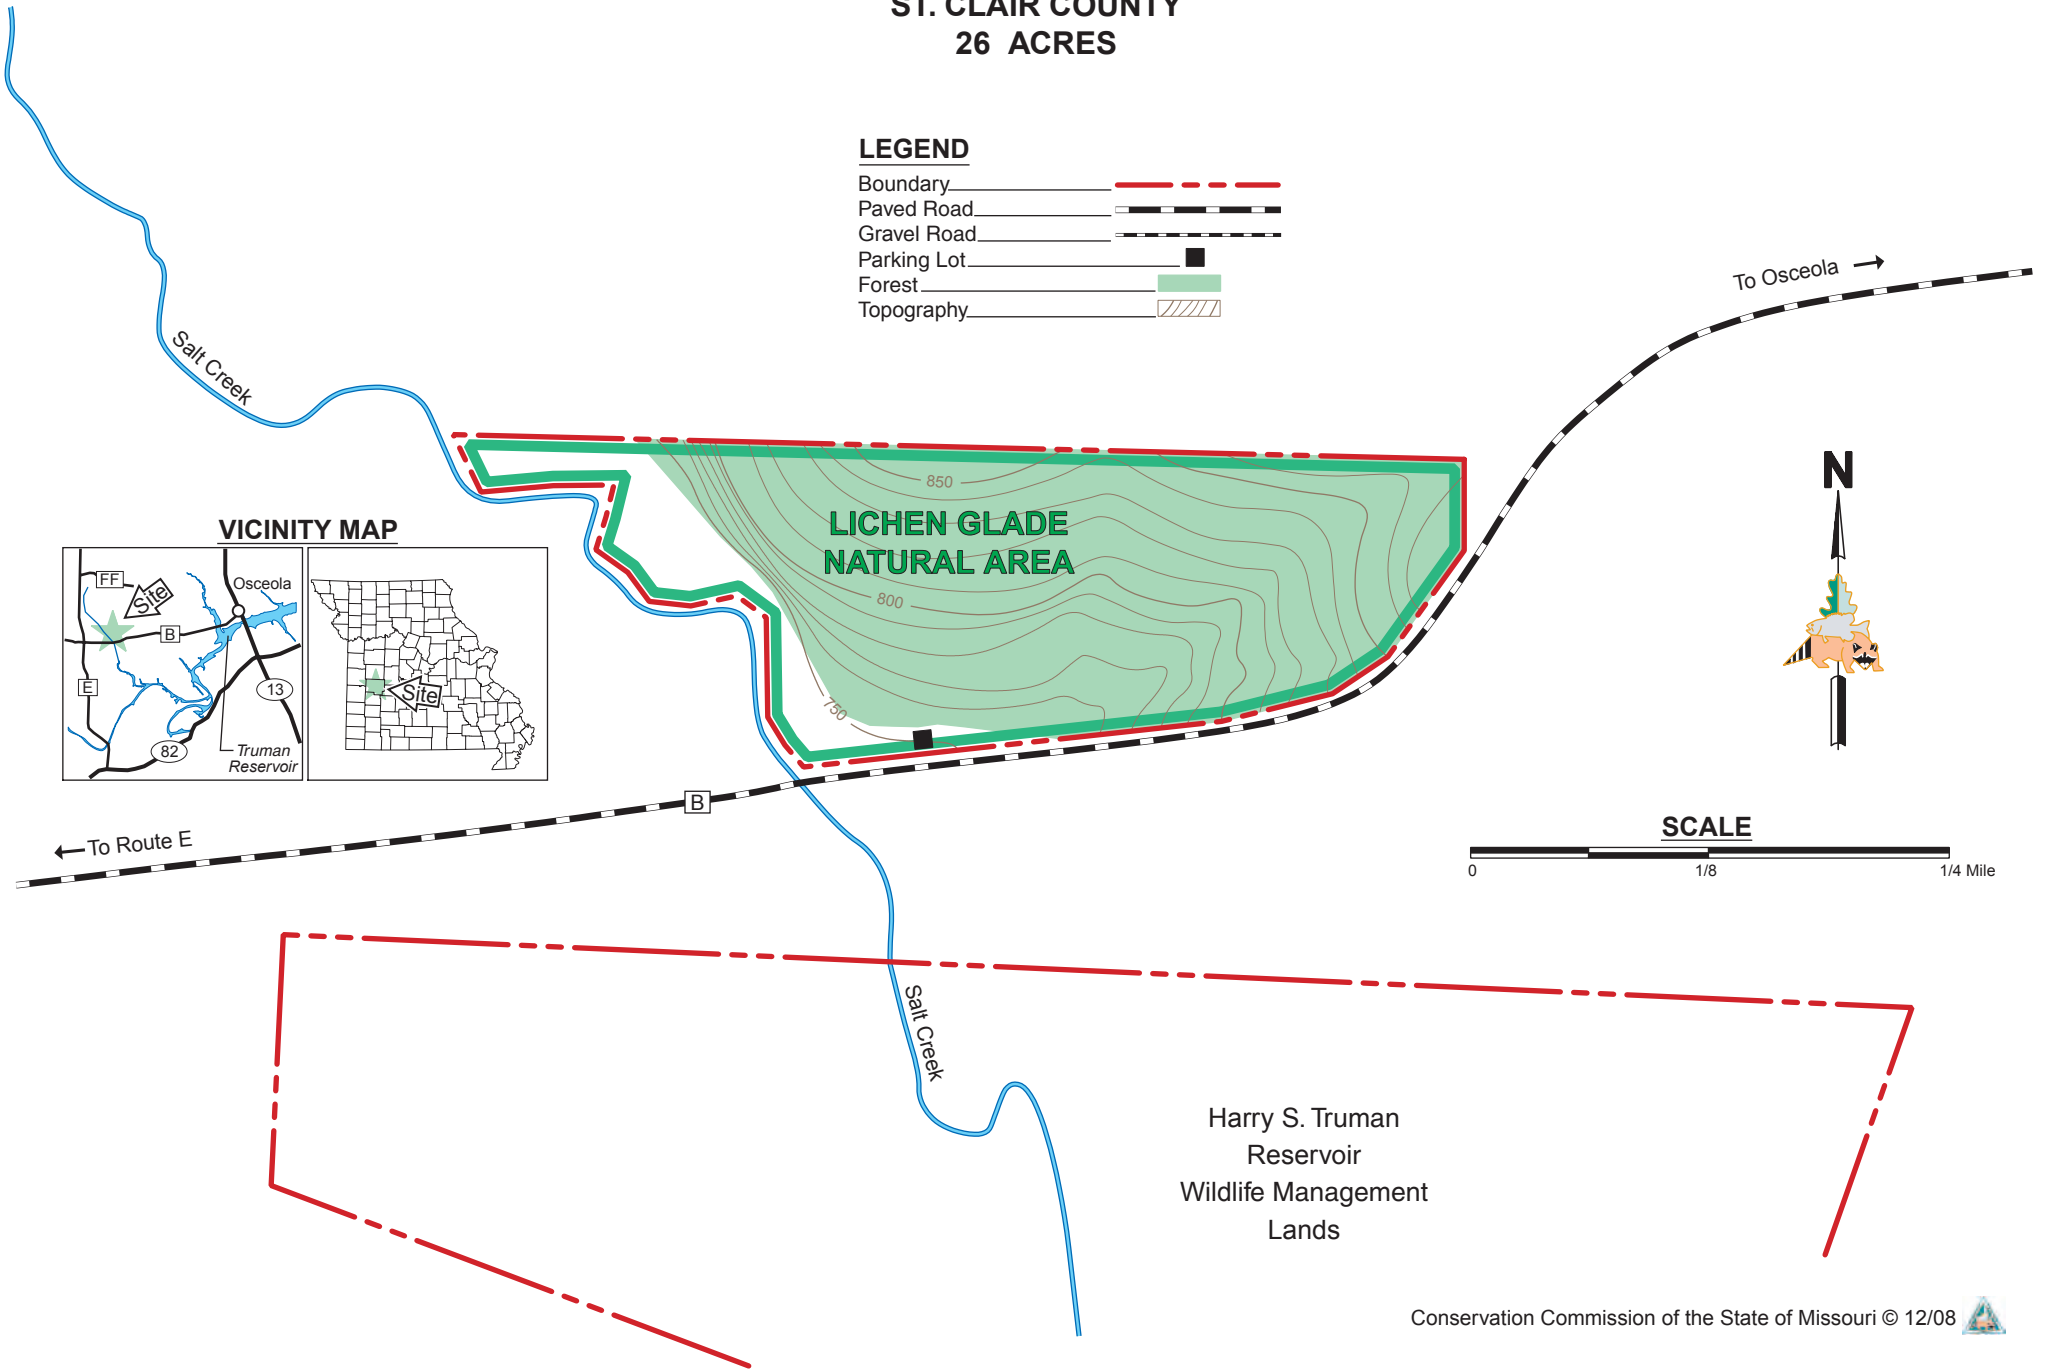 ST. CLAIR COUNTY
26 ACRES
LEGEND
Boundary
Paved Road
Gravel Road
Parking Lot
Forest
Topography
To Osceola
Salt Creek
N
850
LICHEN GLADE
NATURAL AREA
800
750
VICINITY MAP
FF
Site
Osceola
B
E
13
82
Truman
Reservoir
Site
B
To Route E
SCALE
0 1/8 1/4 Mile
Salt Creek
Harry S. Truman
Reservoir
Wildlife Management
Lands
Conservation Commission of the State of Missouri © 12/08